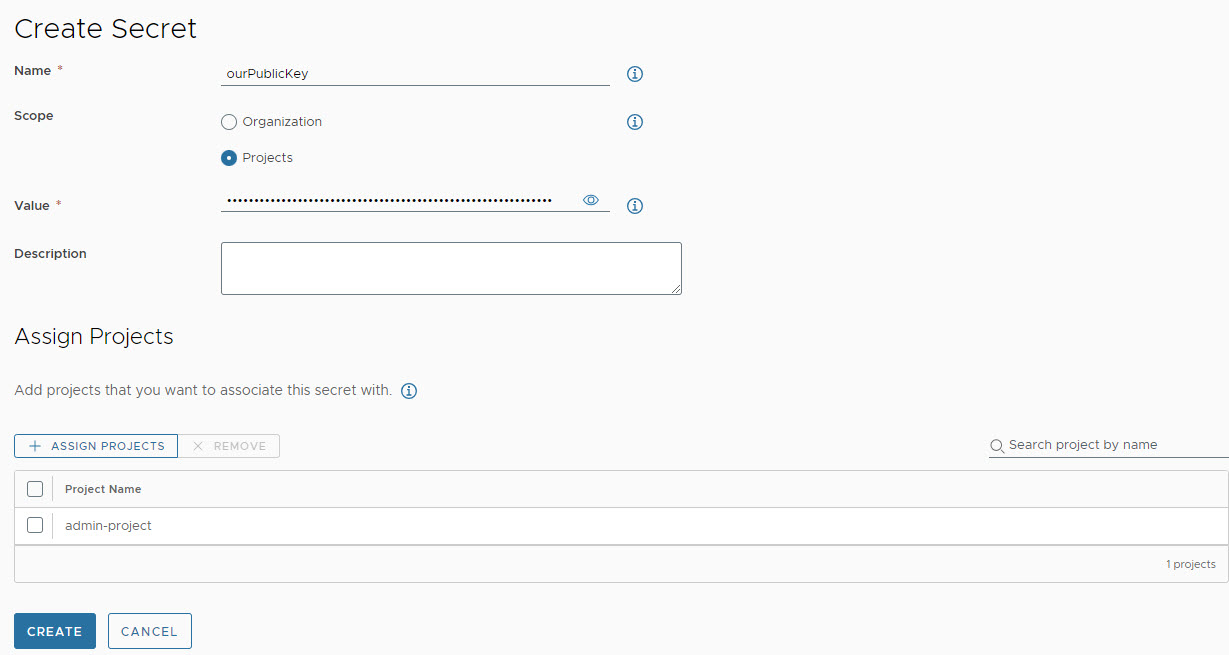 Create Secret
Name *
ourPublicKey
Scope
Organization
Projects
Value *
••••••••••••••••••••••••••••••••••••••••••••••••••••••••••••
Description
Assign Projects
Add projects that you want to associate this secret with.
ASSIGN PROJECTS
REMOVE
Search project by name
Project Name
admin-project
1 projects
CREATE
CANCEL